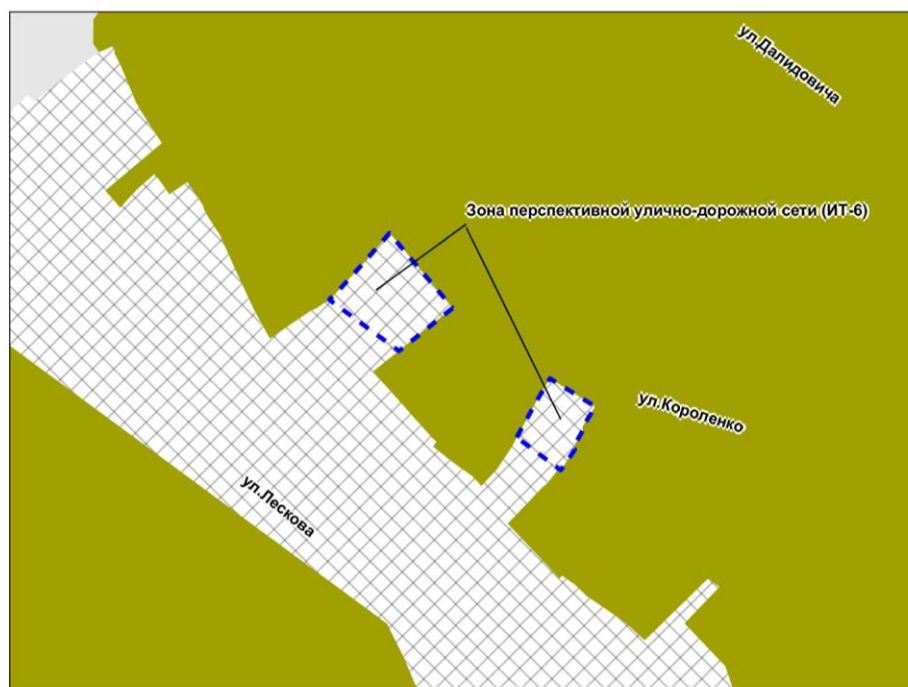 ул.Далидовича
Зона перспективной улично-дорожной сети (ИТ-6)
ул.Короленко
ул.Лескова